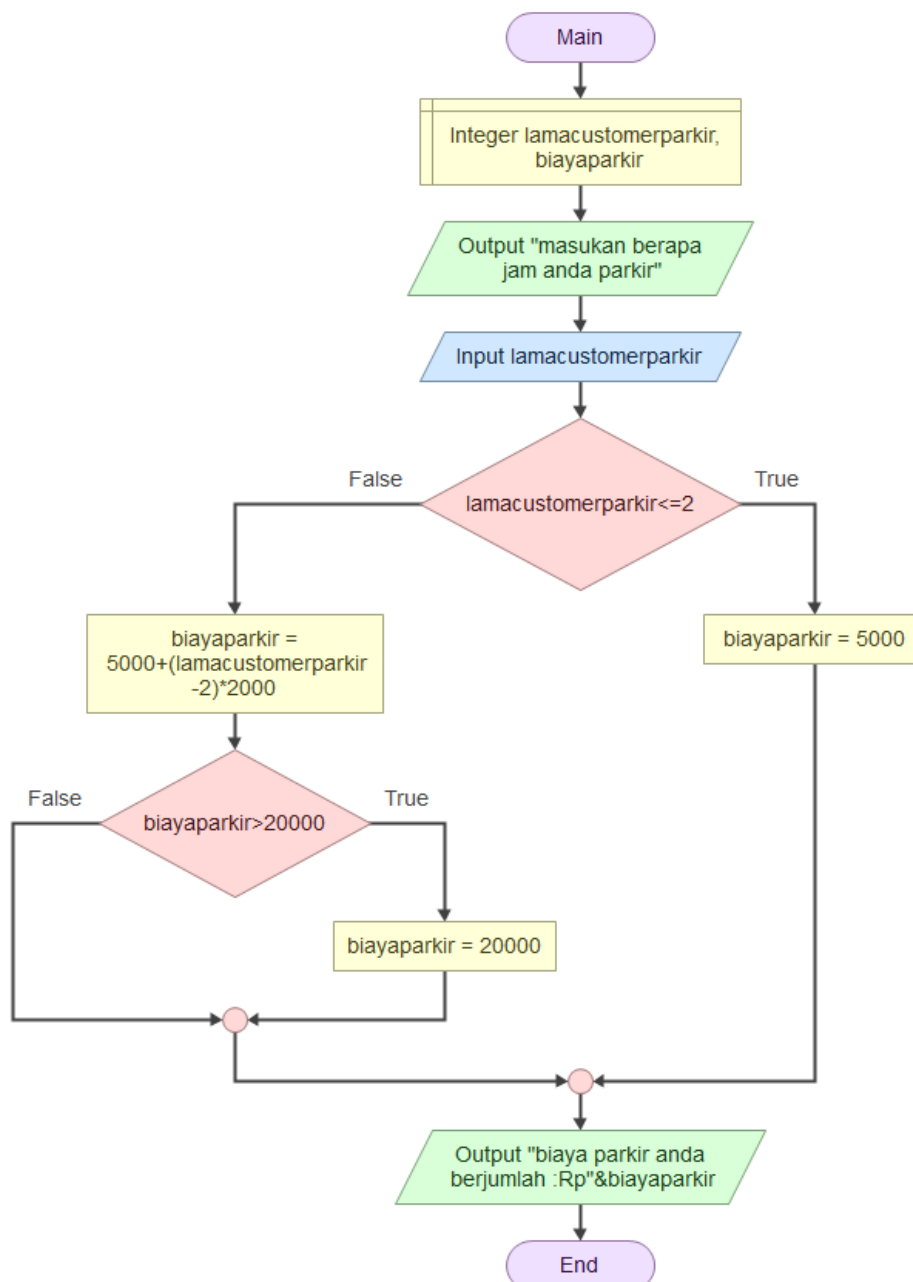 Main
Integer lamacustomerparkir,
biayaparkir
Output "masukan berapa
jam anda parkir"
Input lamacustomerparkir
False
True
lamacustomerparkir<=2
biayaparkir =
5000+(lamacustomerparkir
-2)*2000
biayaparkir = 5000
False
True
biayaparkir>20000
biayaparkir = 20000
Output "biaya parkir anda
berjumlah :Rp"&biayaparkir
End